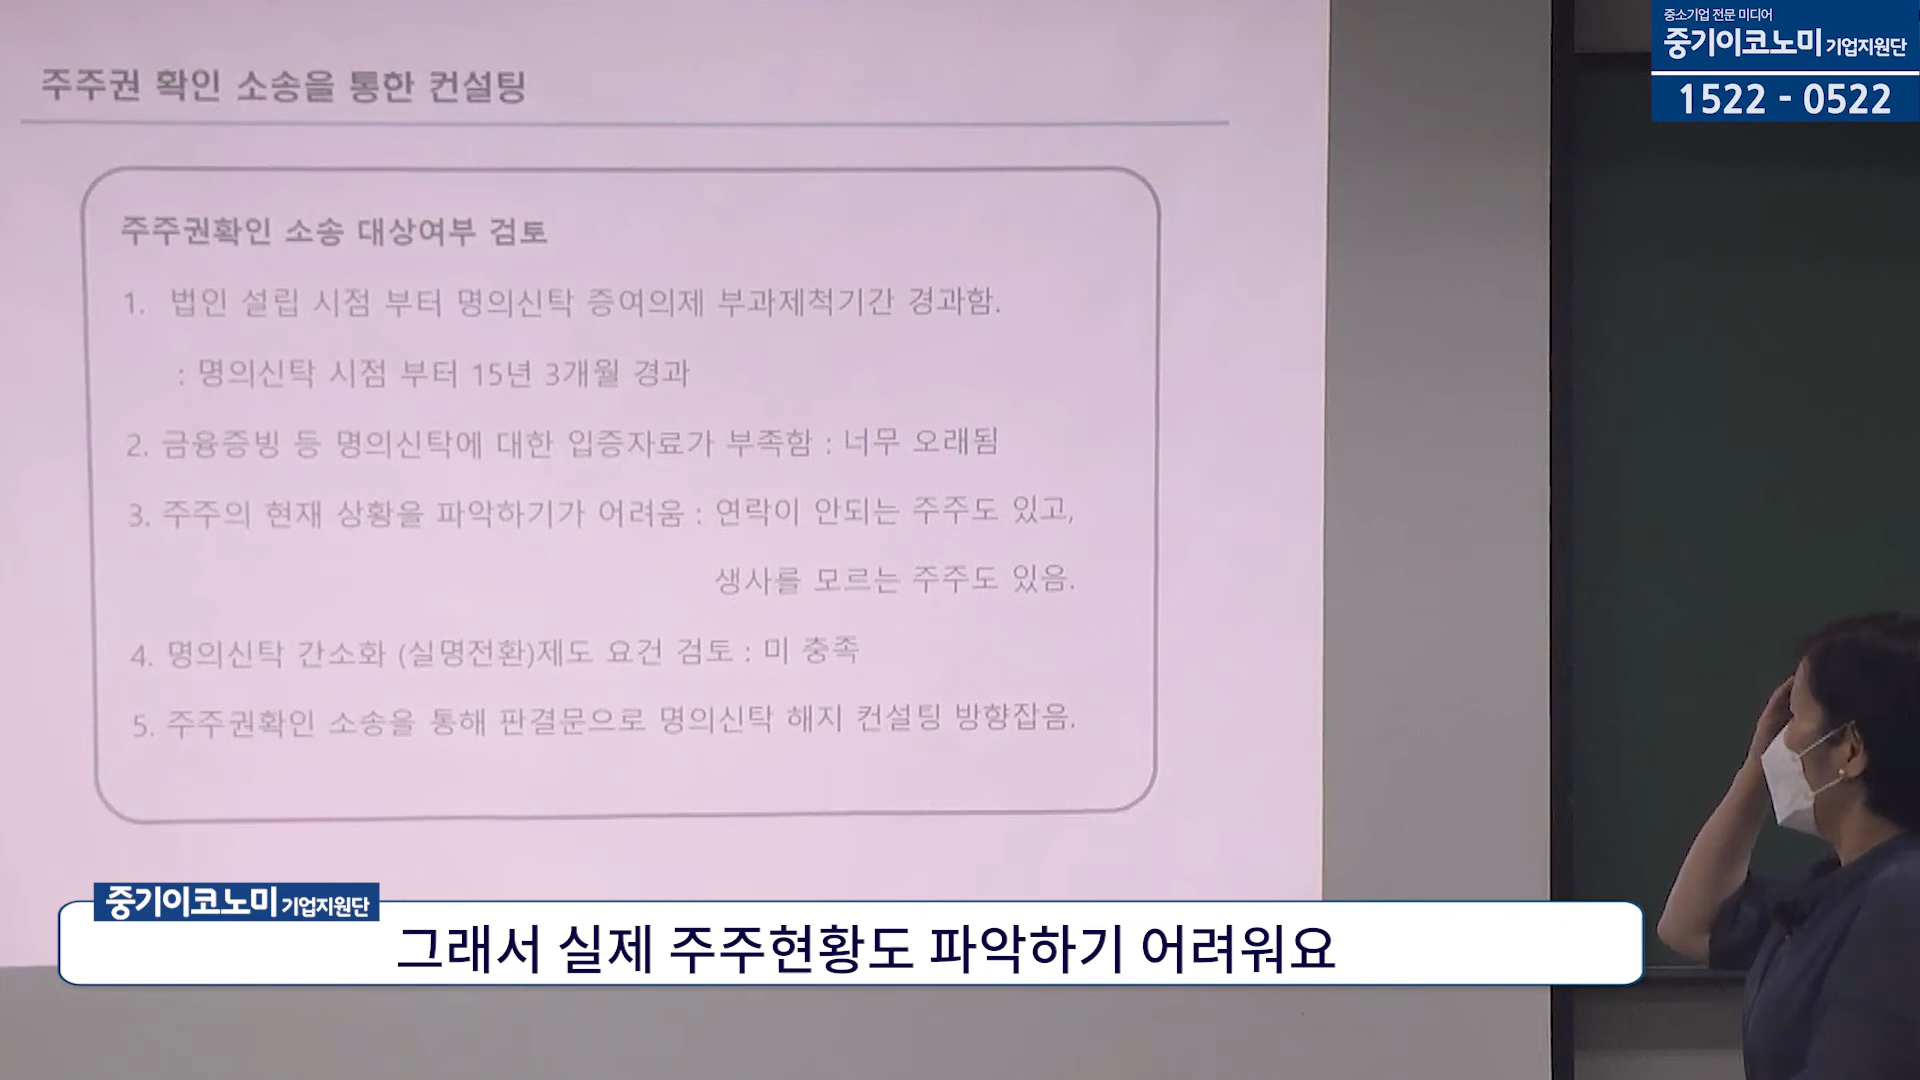 중소기업 전문 미디어
중기이코노미 기업지원단
1522 - 0522
주주권 확인 소송을 통한 컨설팅
주주권확인 소송 대상여부 검토
1. 법인 설립 시점 부터 명의신탁 증여의제 부과제척기간 경과함.
: 명의신탁 시점 부터 15년 3개월 경과
2. 금융증빙 등 명의신탁에 대한 입증자료가 부족함 : 너무 오래됨
3. 주주의 현재 상황을 파악하기가 어려움 : 연락이 안되는 주주도 있고,
생사를 모르는 주주도 있음.
4. 명의신탁 간소화 (실명전환)제도 요건 검토 : 미 충족
5. 주주권확인 소송을 통해 판결문으로 명의신탁 해지 컨설팅 방향잡음.
중기이코노미 기업지원단
그래서 실제 주주현황도 파악하기 어려워요